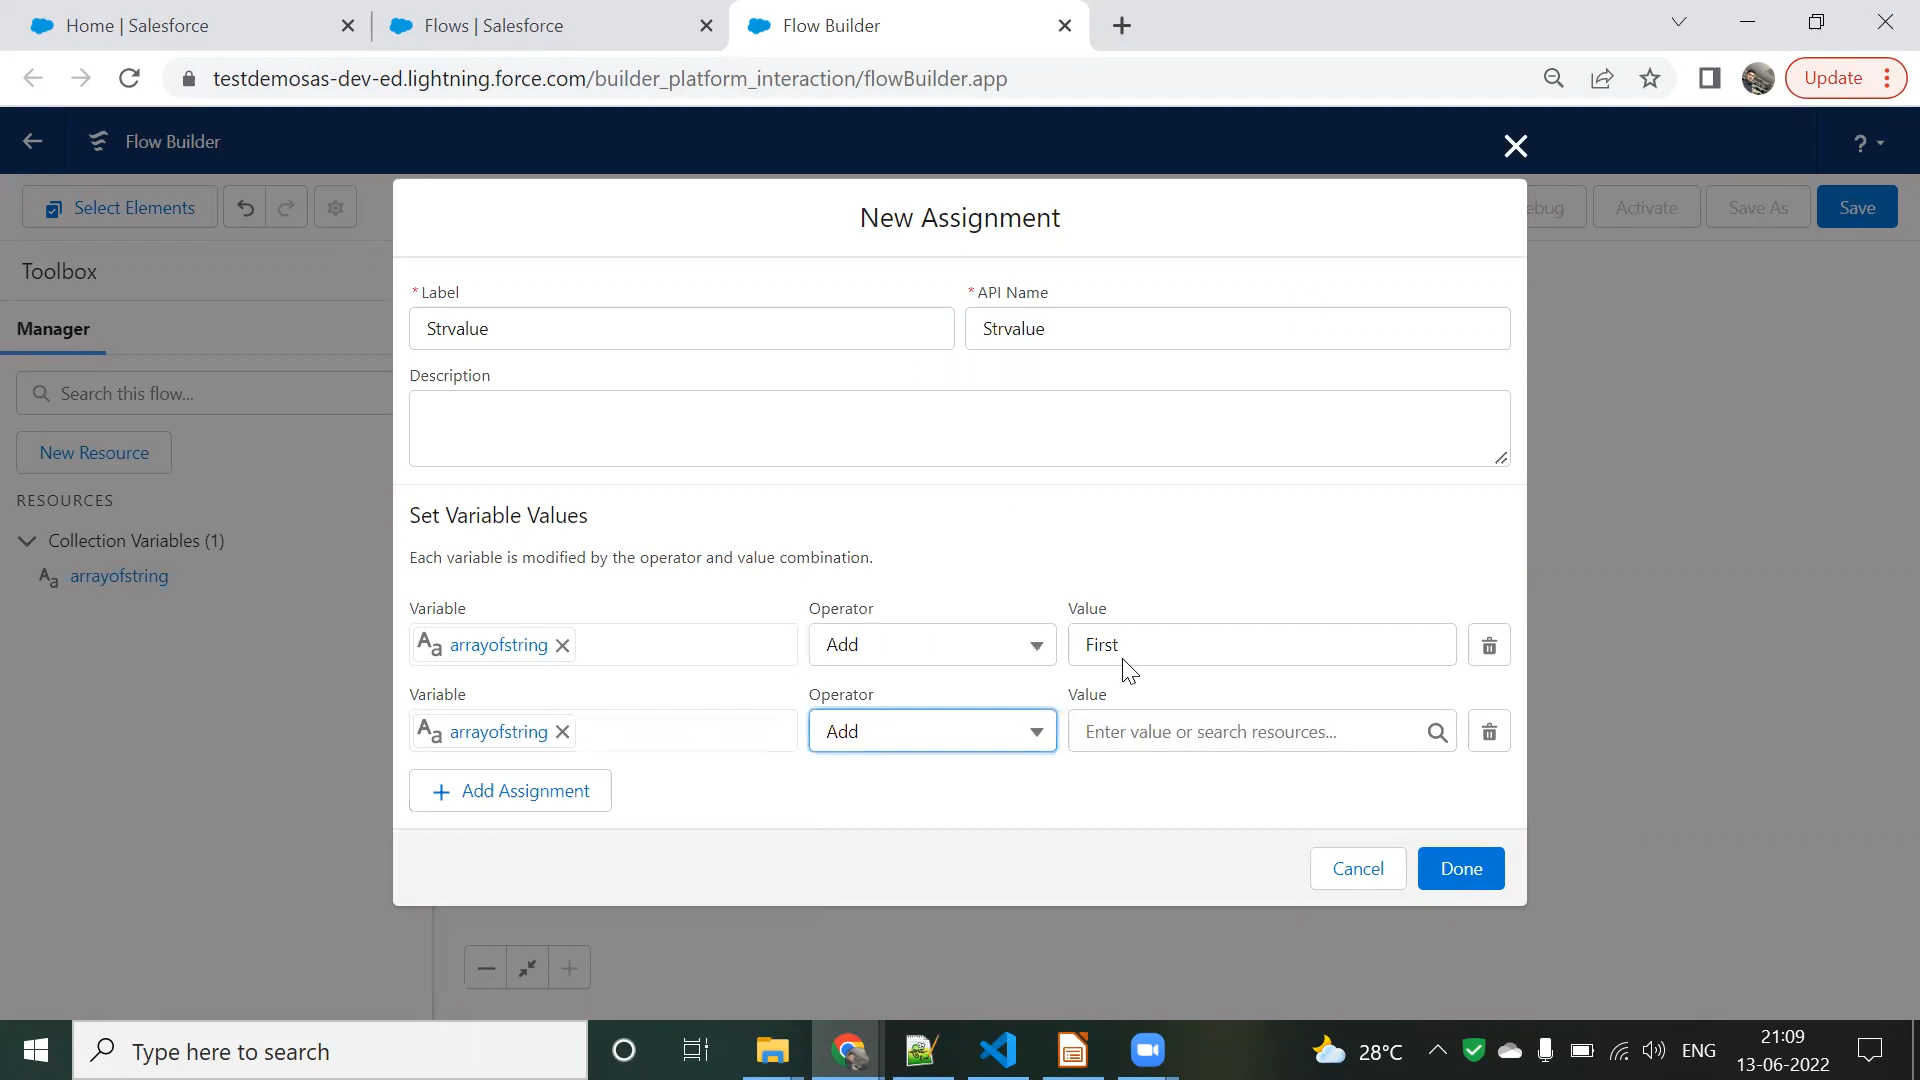 Home | Salesforce
Flows | Salesforce
Flow Builder
testdemosas-dev-ed.lightning.force.com/builder_platform_interaction/flowBuilder.app
Update
Flow Builder
?
Select Elements
ebug
Activate
Save As
Save
Toolbox
Manager
Search this flow...
New Resource
RESOURCES
Collection Variables (1)
Aa arrayofstring
New Assignment
* Label
* API Name
Strvalue
Strvalue
Description
Set Variable Values
Each variable is modified by the operator and value combination.
Variable
Operator
Value
Aa arrayofstring
Add
First
Variable
Operator
Value
Aa arrayofstring
Add
Enter value or search resources...
+ Add Assignment
Cancel
Done
Type here to search
28°C
ENG
21:09
13-06-2022